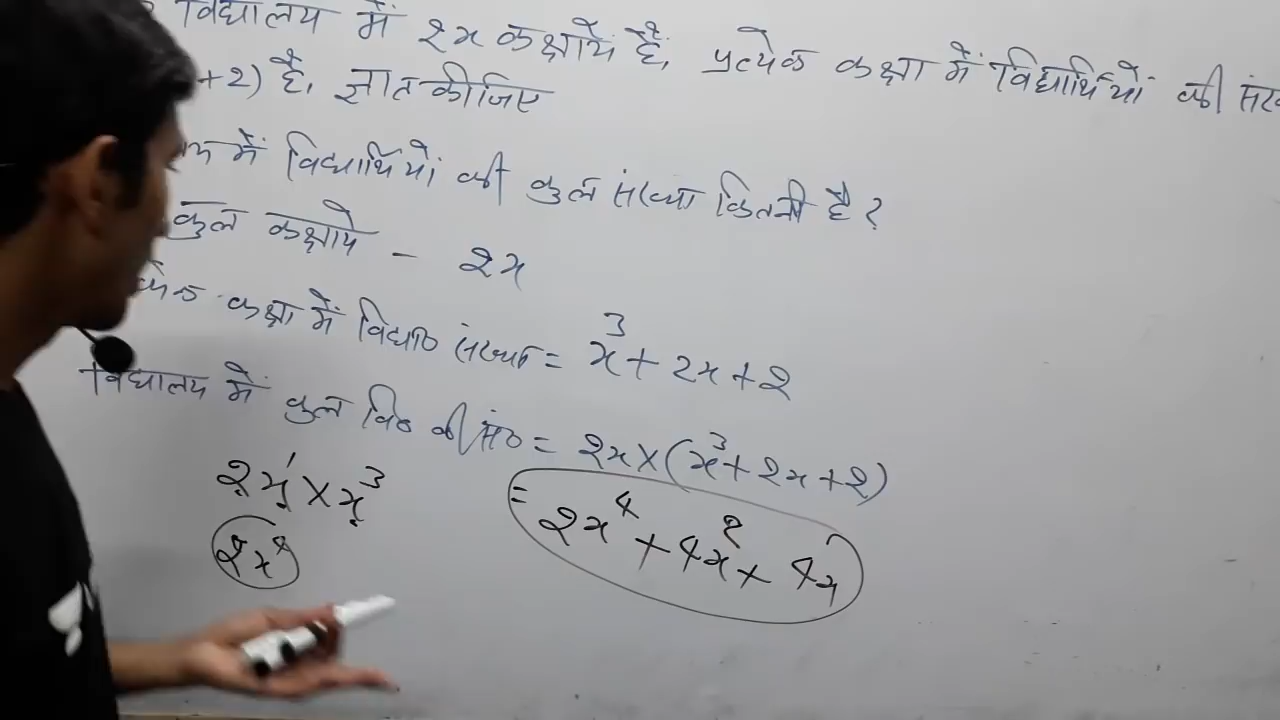 विद्यालय में 2x कक्षायें हैं, प्रत्येक कक्षा में विद्यार्थियों की
+2) है, ज्ञात कीजिए
में विद्यार्थियों की कुल संख्या कितनी है?
कुल कक्षाये - 2x
कक्षा में विद्या० संख्या = x³ + 2x + 2
विद्यालय में कुल वि० की सं० = 2x × (x³ + 2x + 2)
2x¹ × x³
= 2x⁴ + 4x² + 4x
2x⁴